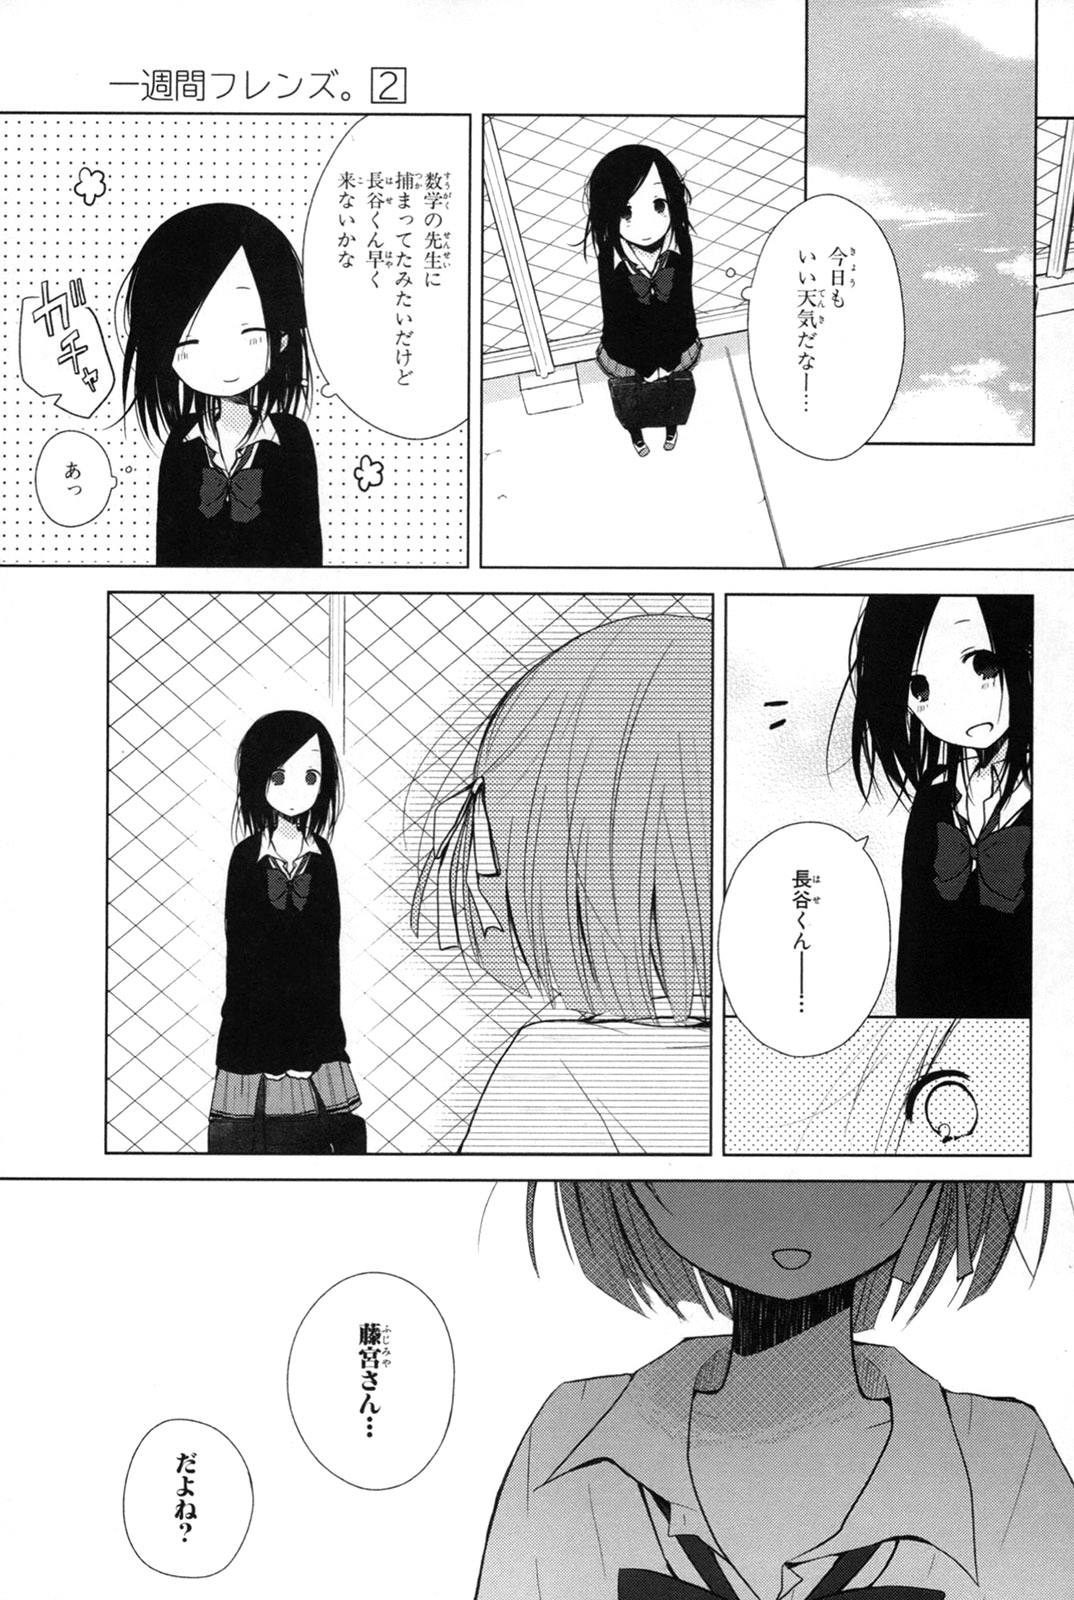 一週間フレンズ。2
今日も
いい天気だなー…
数学の先生に
捕まってたみたいだけど
長谷くん早く
来ないかな
ガチャ
あっ
長谷くん——…
藤宮さん…
だよね?